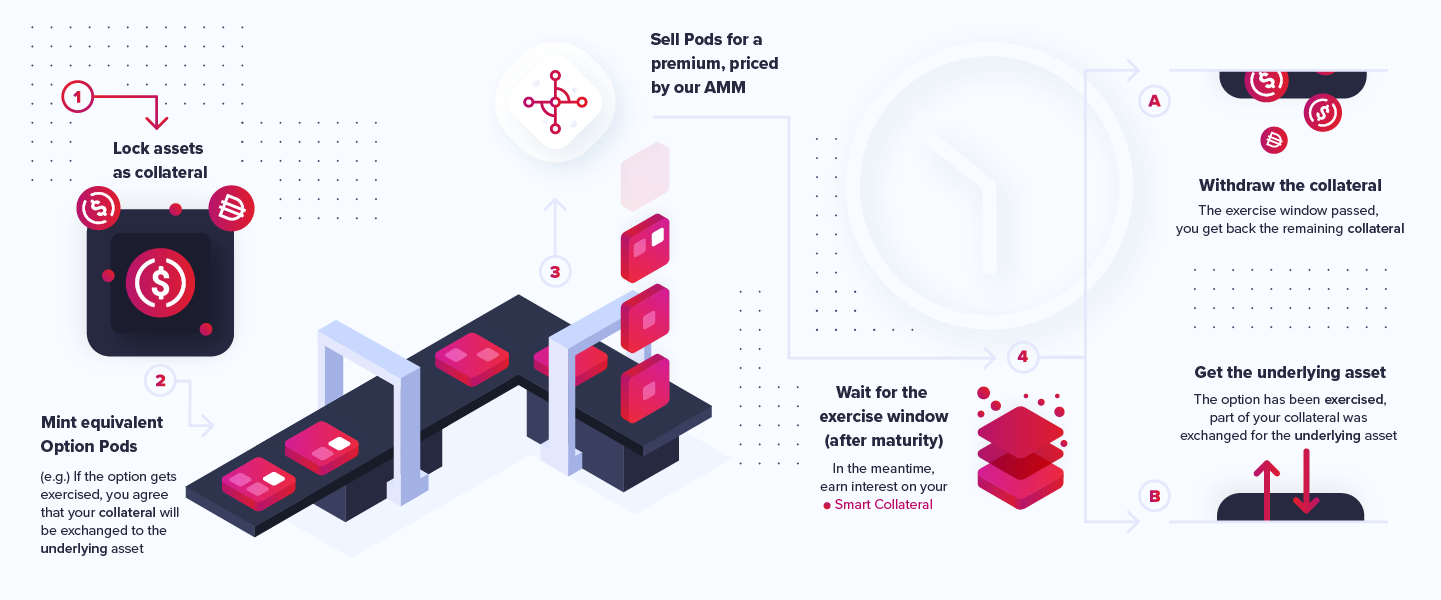 1
Lock assets
as collateral
$
2
Mint equivalent
Option Pods
(e.g.) If the option gets
exercised, you agree
that your collateral will
be exchanged to the
underlying asset
3
Sell Pods for a
premium, priced
by our AMM
4
Wait for the
exercise window
(after maturity)
In the meantime,
earn interest on your
Smart Collateral
A
Withdraw the collateral
The exercise window passed,
you get back the remaining collateral
Get the underlying asset
The option has been exercised,
part of your collateral was
exchanged for the underlying asset
B